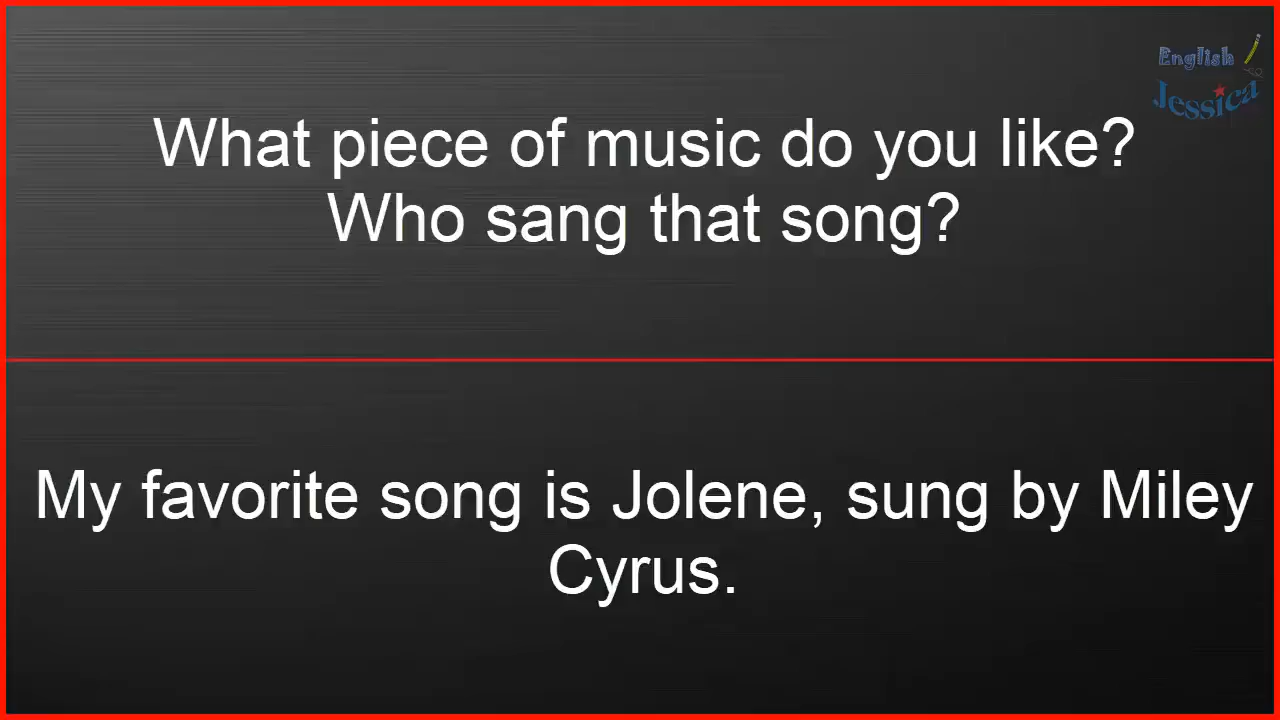 English
Jessica
What piece of music do you like?
Who sang that song?
My favorite song is Jolene, sung by Miley
Cyrus.